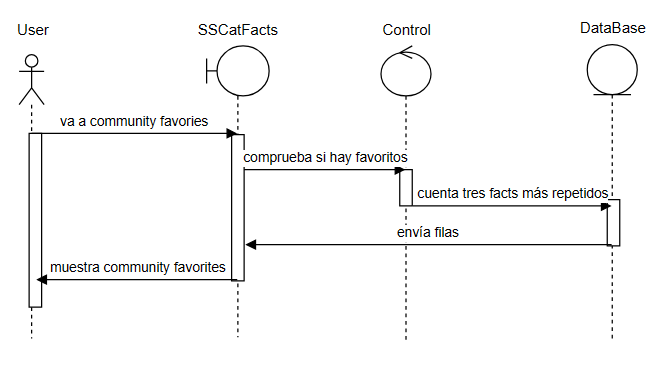 User
SSCatFacts
Control
DataBase
va a community favories
comprueba si hay favoritos
cuenta tres facts más repetidos
envía filas
muestra community favorites